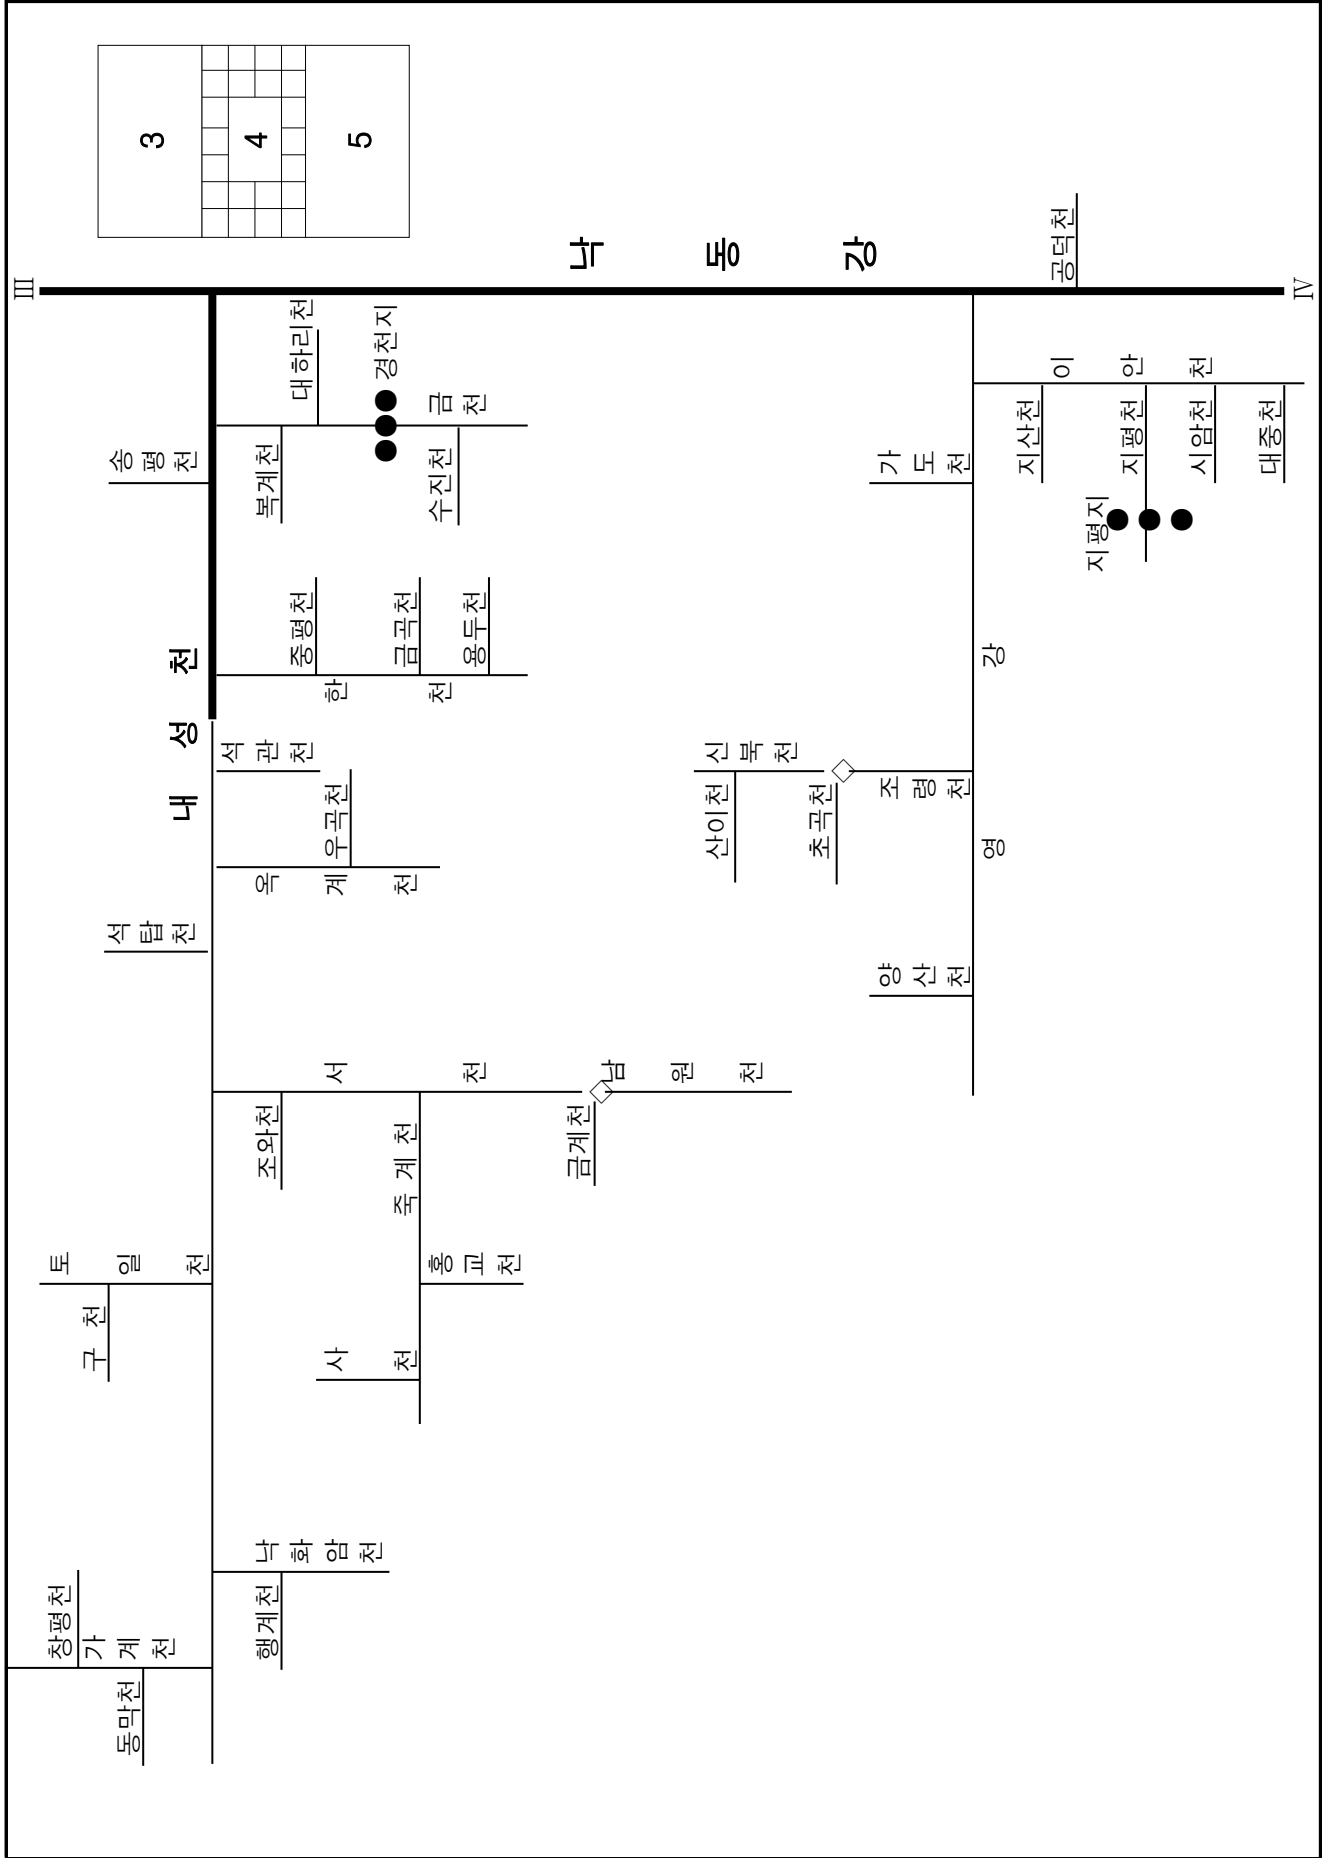 3
4
5
낙 동 강
III
IV
공덕천
내 성 천
송평천
대하리천
경천지
금천
복계천
수진천
중평천
금곡천
용두천
한 천
석관천
우곡천
옥 계 천
석탑천
서 천
남 원 천
조와천
죽 계 천
금계천
홍교천
사 천
토 일 천
구 천
낙화암천
행계천
창평천
가계천
동막천
이 안 천
지산천
지평천
시암천
대중천
지평지
가도천
영 강
신북천
산이천
초곡천
조령천
양산천